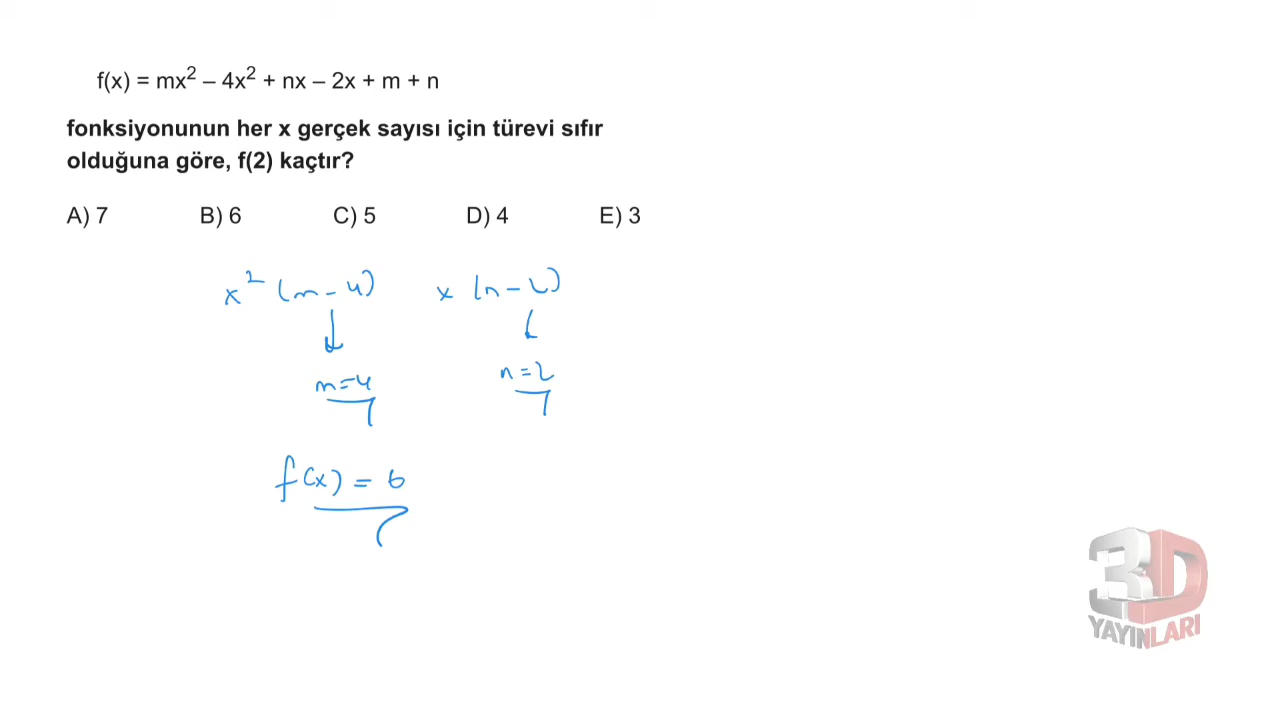 f(x) = mx² – 4x² + nx – 2x + m + n
fonksiyonunun her x gerçek sayısı için türevi sıfır
olduğuna göre, f(2) kaçtır?
A) 7 B) 6 C) 5 D) 4 E) 3
x² (m – 4) x (n – 2)
m=4 n=2
f(x) = 6
3D
YAYINLARI